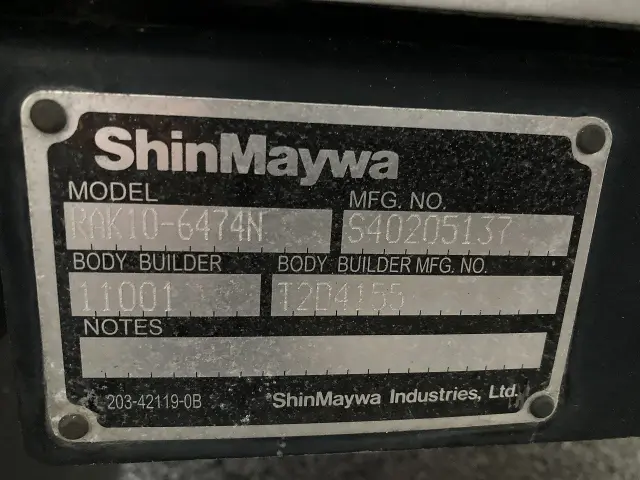 ShinMaywa
MODEL MFG. NO.
RAK10-6474N S40205137
BODY BUILDER BODY BUILDER MFG. NO.
11001 T2D4155
NOTES
203-42119-0B ShinMaywa Industries, Ltd.